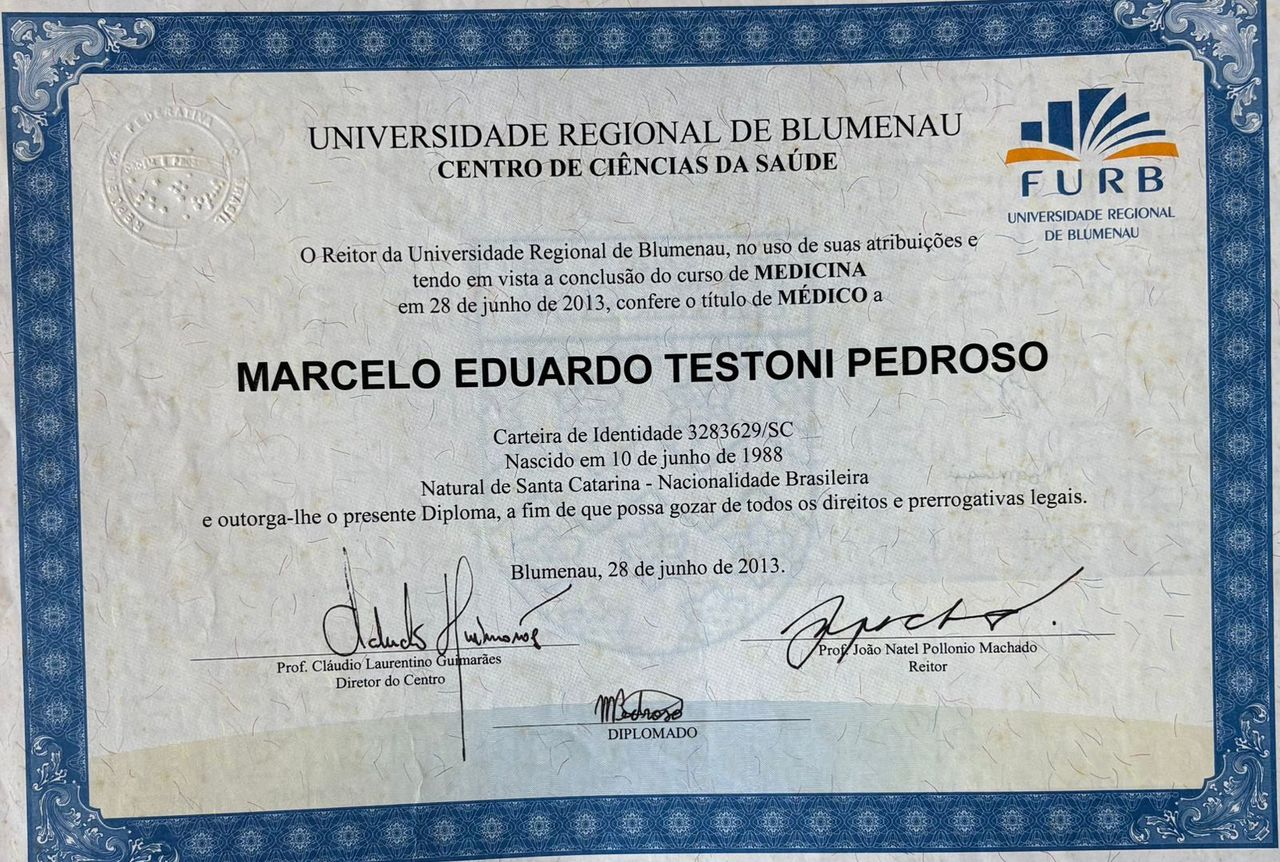 UNIVERSIDADE REGIONAL DE BLUMENAU
CENTRO DE CIÊNCIAS DA SAÚDE
FURB
UNIVERSIDADE REGIONAL
DE BLUMENAU
O Reitor da Universidade Regional de Blumenau, no uso de suas atribuições e
tendo em vista a conclusão do curso de MEDICINA
em 28 de junho de 2013, confere o título de MÉDICO a
MARCELO EDUARDO TESTONI PEDROSO
Carteira de Identidade 3283629/SC
Nascido em 10 de junho de 1988
Natural de Santa Catarina - Nacionalidade Brasileira
e outorga-lhe o presente Diploma, a fim de que possa gozar de todos os direitos e prerrogativas legais.
Blumenau, 28 de junho de 2013.
Prof. Cláudio Laurentino Guimarães
Diretor do Centro
Prof. João Natel Pollonio Machado
Reitor
MPedroso
DIPLOMADO